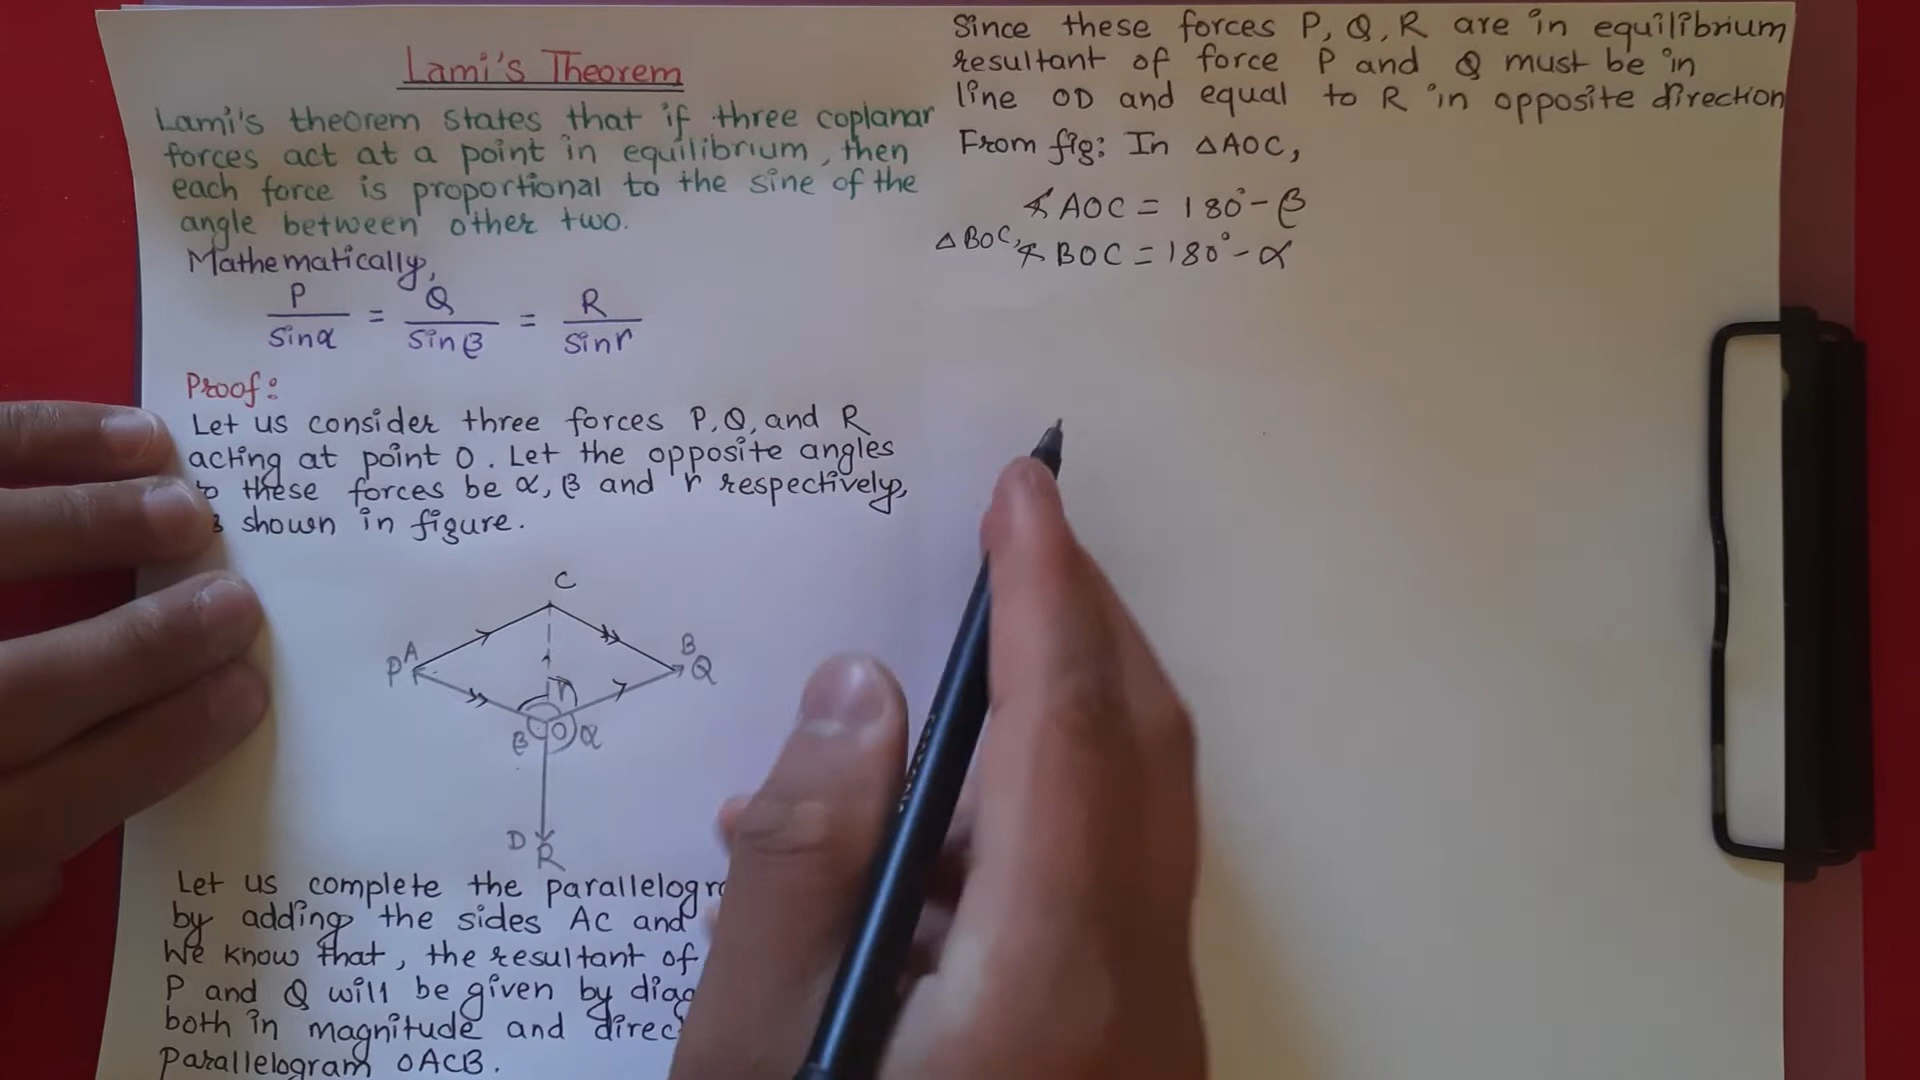 Lami's Theorem
Lami's theorem states that if three coplanar
forces act at a point in equilibrium, then
each force is proportional to the sine of the
angle between other two.
Mathematically,
P/sinα = Q/sinβ = R/sinr
Proof:
Let us consider three forces P, Q, and R
acting at point O. Let the opposite angles
these forces be α, β and r respectively,
shown in figure.
C
A
P
B
Q
r
β O α
D
R
Let us complete the
by adding the sides AC and
We know that, the resultant of
P and Q will be given by
both in magnitude and
Parallelogram OACB.
Since these forces P, Q, R are in equilibrium
resultant of force P and Q must be in
line OD and equal to R in opposite direction
From fig: In △AOC,
∡AOC = 180° - β
△BOC, ∡BOC = 180° - α